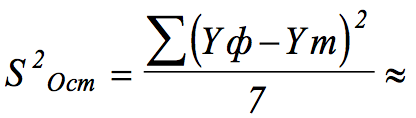 S²Ост = ∑(Yф − Yт)² / 7 ≈